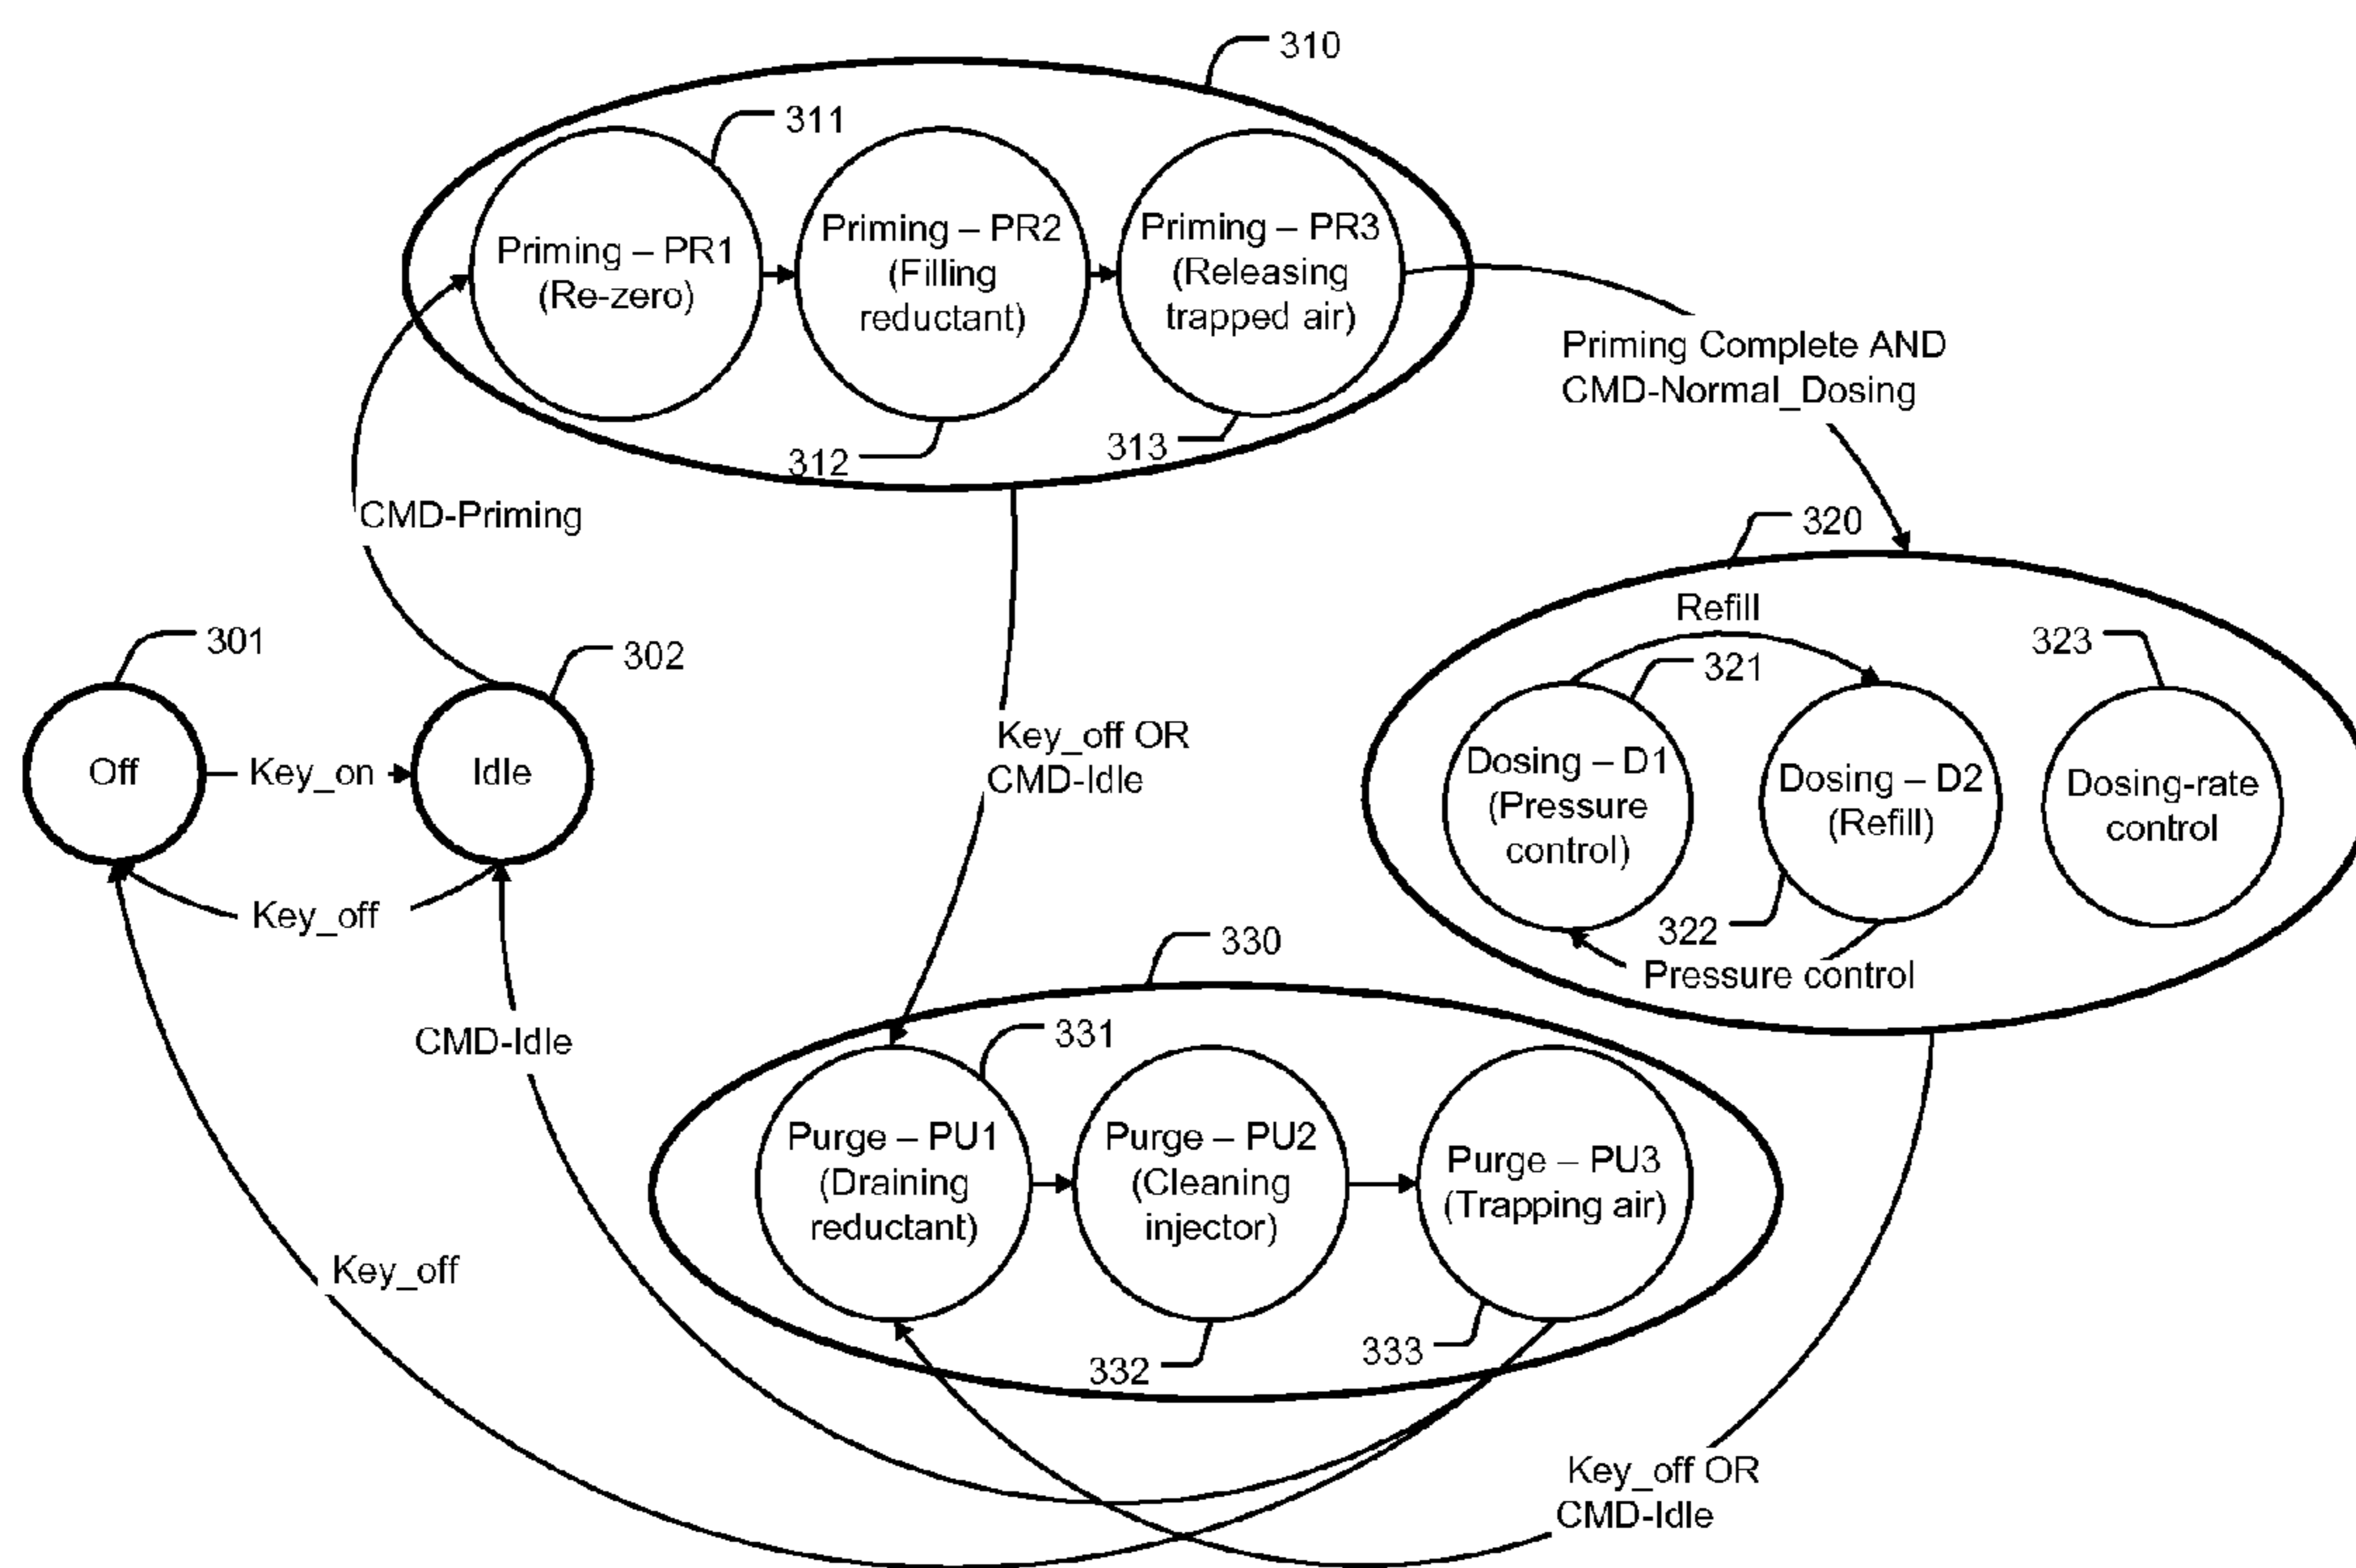 310
311
Priming – PR1
(Re-zero)
Priming – PR2
(Filling
reductant)
Priming – PR3
(Releasing
trapped air)
312
313
Priming Complete AND
CMD-Normal_Dosing
CMD-Priming
320
301
302
Off
Key_on
Idle
Key_off
Key_off OR
CMD-Idle
Refill
321
323
Dosing – D1
(Pressure
control)
Dosing – D2
(Refill)
Dosing-rate
control
322
Pressure control
330
CMD-Idle
331
Purge – PU1
(Draining
reductant)
Purge – PU2
(Cleaning
injector)
Purge – PU3
(Trapping air)
332
333
Key_off
Key_off OR
CMD-Idle